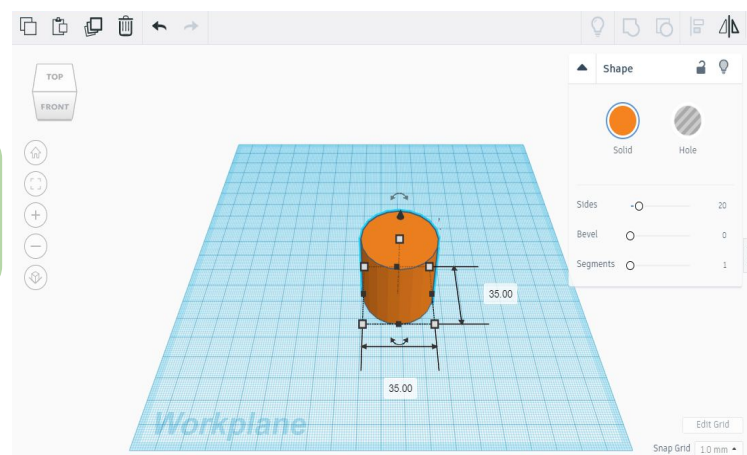 TOP
FRONT
Shape
Solid
Hole
Sides
20
Bevel
0
Segments
1
35.00
35.00
Workplane
Edit Grid
Snap Grid 1.0 mm